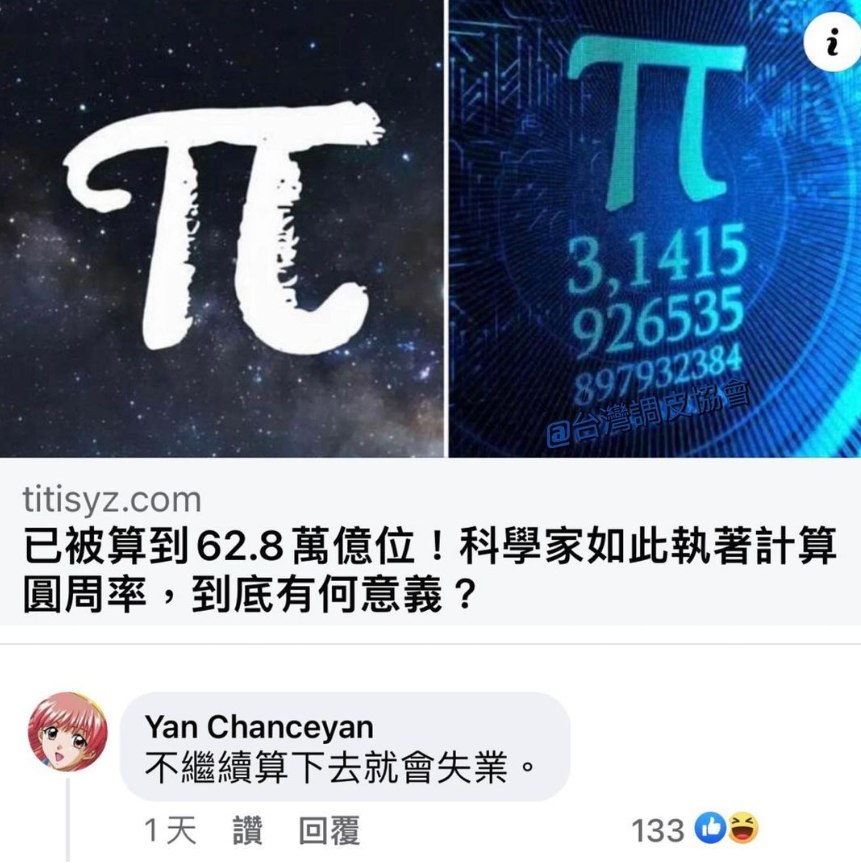 π
π
3,1415
926535
897932384
@台灣調皮協會
titisyz.com
已被算到62.8萬億位！科學家如此執著計算
圓周率，到底有何意義？
Yan Chanceyan
不繼續算下去就會失業。
1天 讚 回覆 133